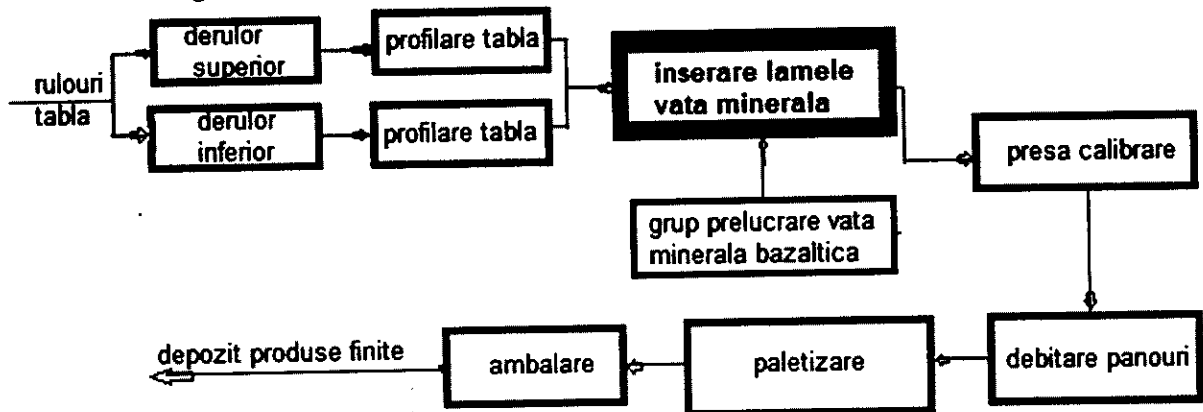 derulor
superior
profilare tabla
rulouri
tabla
derulor
inferior
profilare tabla
inserare lamele
vata minerala
presa calibrare
grup prelucrare vata
minerala bazaltica
depozit produse finite
ambalare
paletizare
debitare panouri